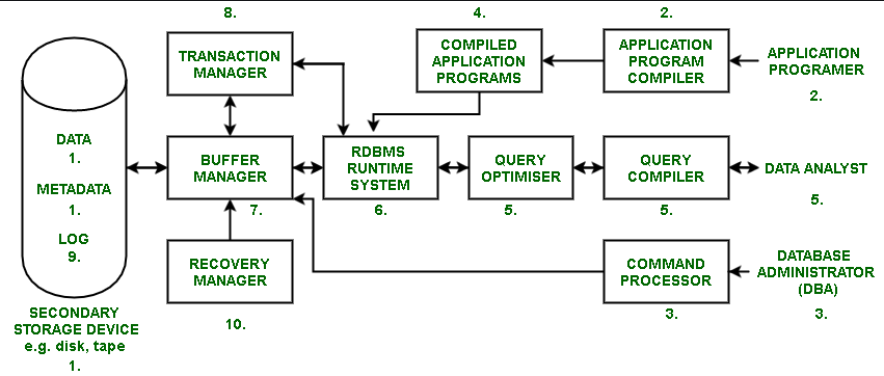 8.
4.
2.
TRANSACTION
MANAGER
COMPILED
APPLICATION
PROGRAMS
APPLICATION
PROGRAM
COMPILER
APPLICATION
PROGRAMER
2.
DATA
1.
METADATA
1.
LOG
9.
BUFFER
MANAGER
7.
RDBMS
RUNTIME
SYSTEM
6.
QUERY
OPTIMISER
5.
QUERY
COMPILER
5.
DATA ANALYST
5.
RECOVERY
MANAGER
10.
COMMAND
PROCESSOR
3.
DATABASE
ADMINISTRATOR
(DBA)
3.
SECONDARY
STORAGE DEVICE
e.g. disk, tape
1.